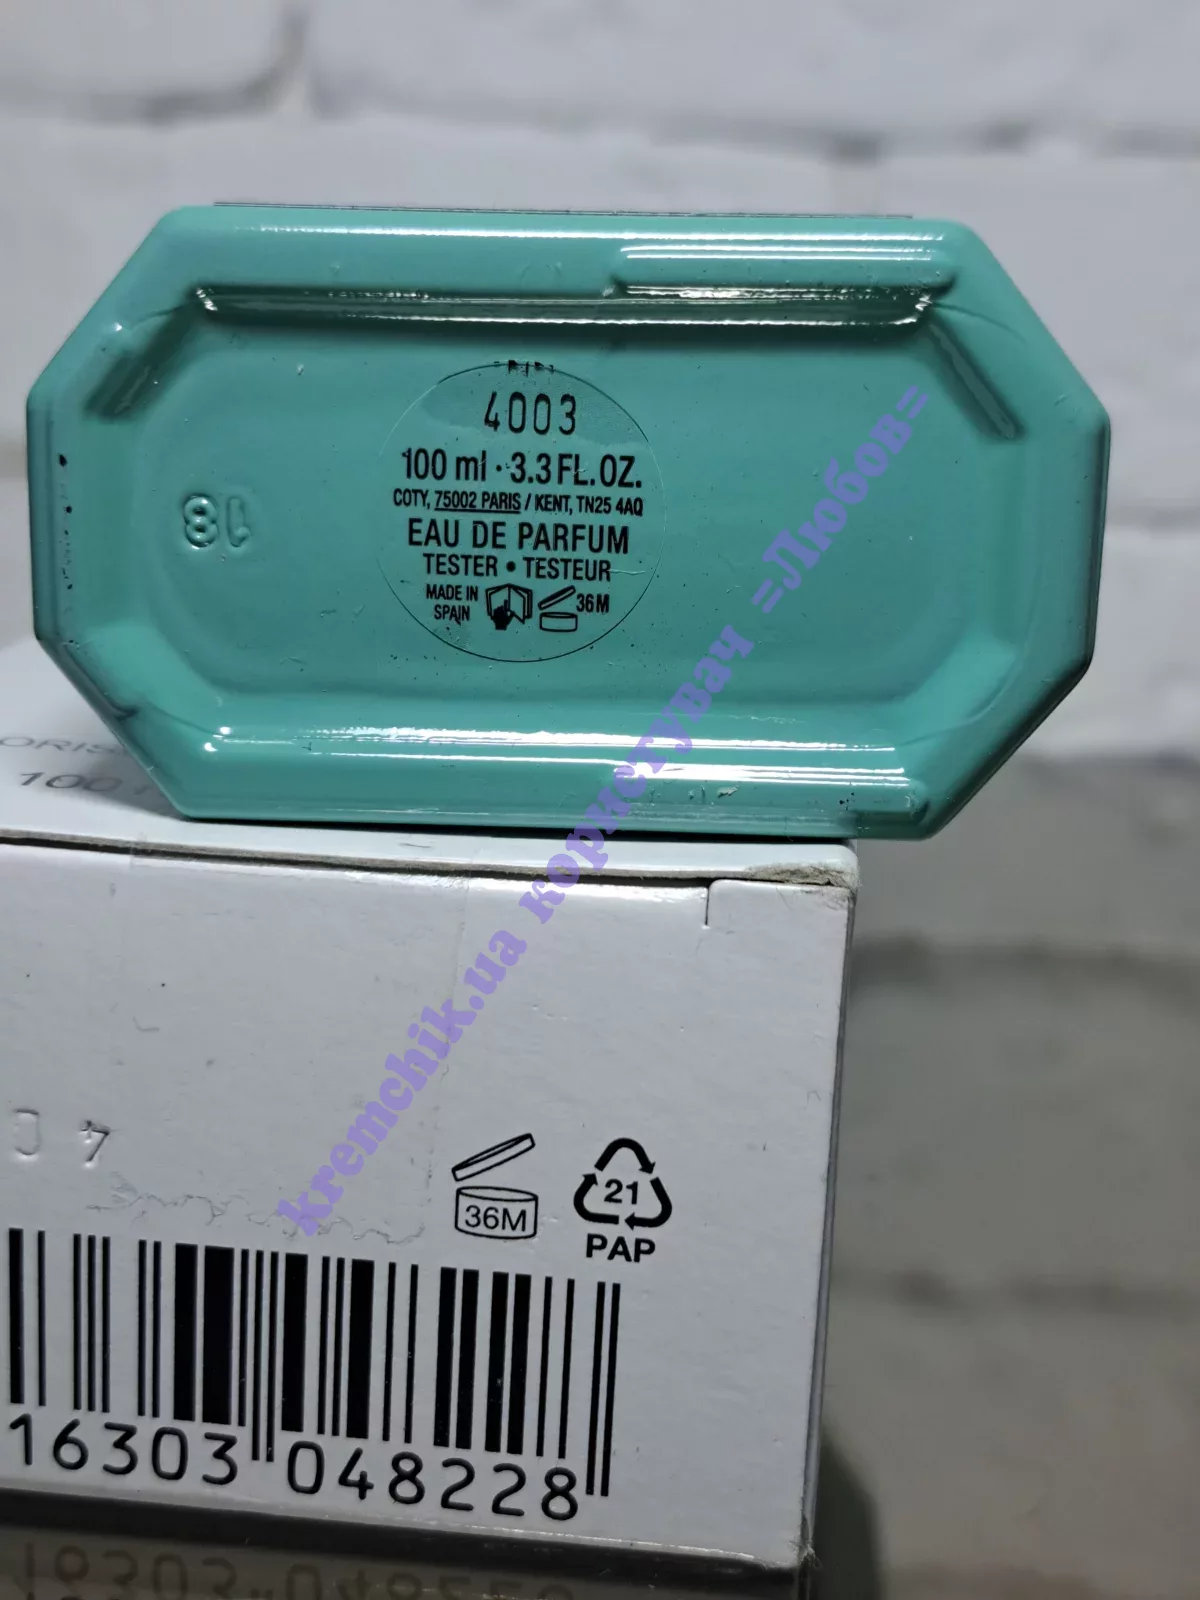 4003
100 ml · 3.3 FL.OZ.
COTY, 75002 PARIS / KENT, TN25 4AQ
EAU DE PARFUM
TESTER • TESTEUR
MADE IN
SPAIN
36M
18
100
kremchik.ua користувач =Любов=
36M
21
PAP
16303 048228